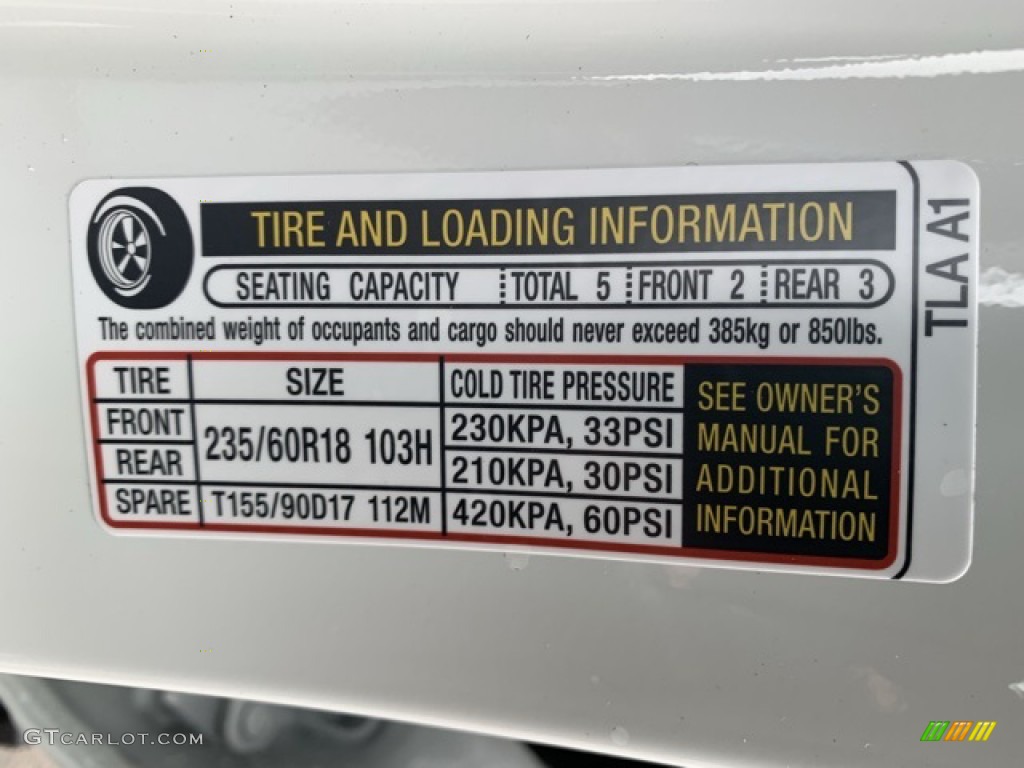 TIRE AND LOADING INFORMATION
SEATING CAPACITY TOTAL 5 FRONT 2 REAR 3
The combined weight of occupants and cargo should never exceed 385kg or 850lbs.
TIRE SIZE COLD TIRE PRESSURE
FRONT 235/60R18 103H 230KPA, 33PSI
REAR 210KPA, 30PSI
SPARE T155/90D17 112M 420KPA, 60PSI
SEE OWNER'S
MANUAL FOR
ADDITIONAL
INFORMATION
TLA A1
GTCARLOT.COM